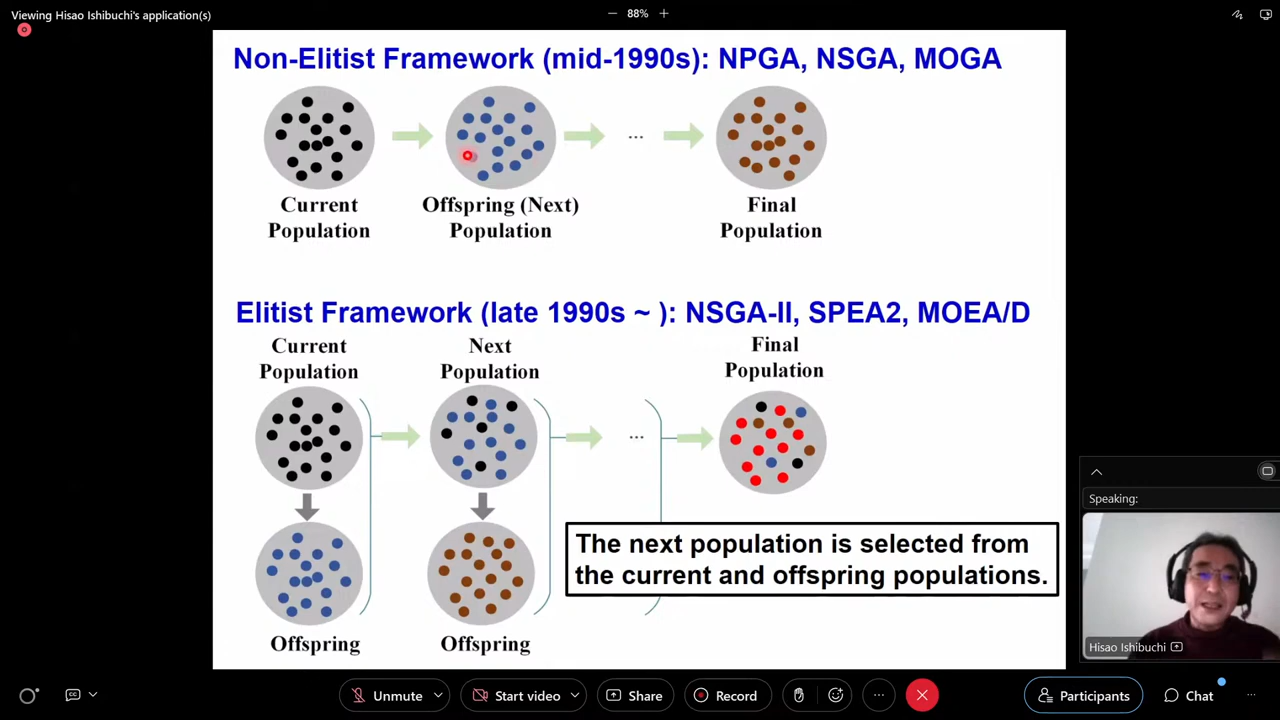 Viewing Hisao Ishibuchi's application(s)
88%
Non-Elitist Framework (mid-1990s): NPGA, NSGA, MOGA
...
Current
Population
Offspring (Next)
Population
Final
Population
Elitist Framework (late 1990s ~ ): NSGA-II, SPEA2, MOEA/D
Current
Population
Next
Population
Final
Population
...
The next population is selected from
the current and offspring populations.
Offspring
Offspring
Speaking:
Hisao Ishibuchi
CC
Unmute
Start video
Share
Record
Participants
Chat